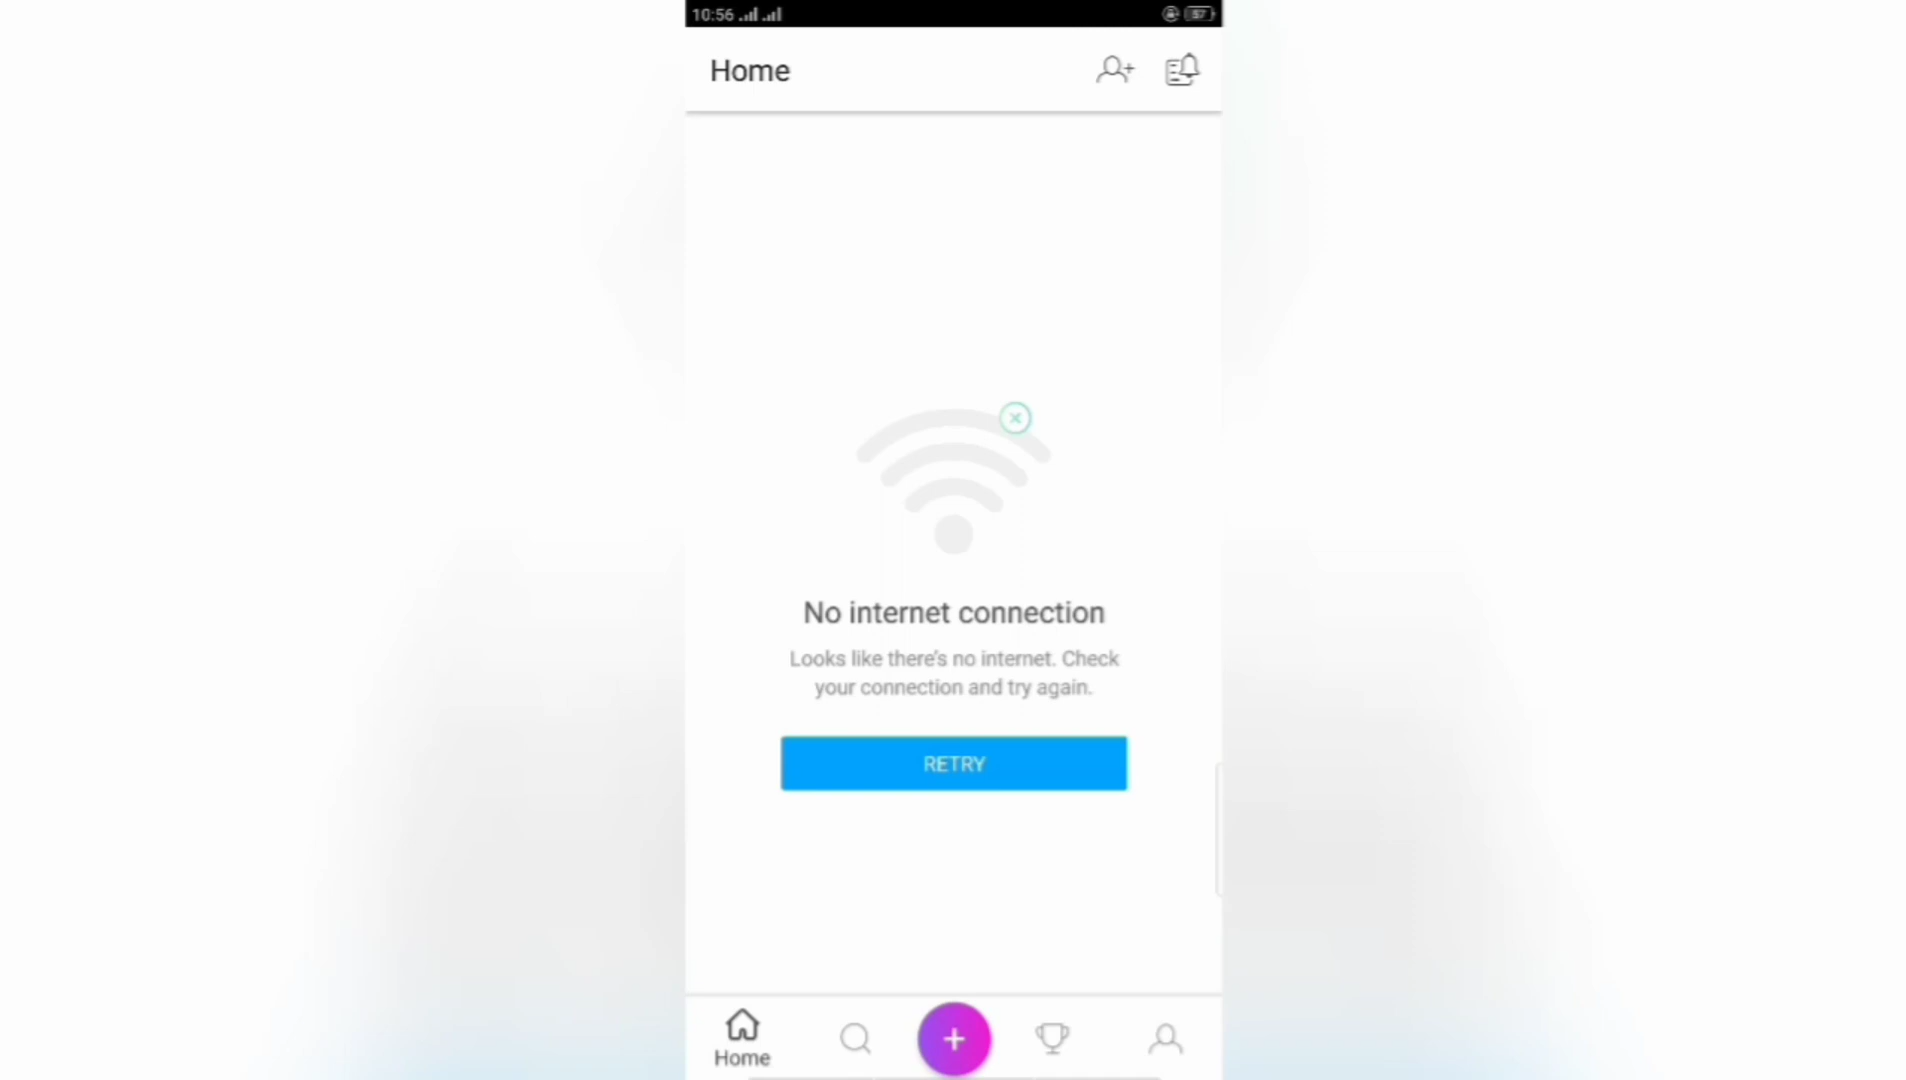 10:56
57
Home
No internet connection
Looks like there's no internet. Check
your connection and try again.
RETRY
Home